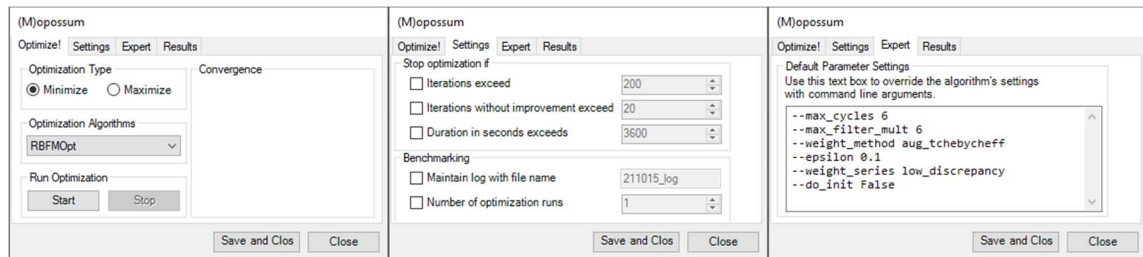 (M)opossum
Optimize! Settings Expert Results
Optimization Type
Minimize Maximize
Optimization Algorithms
RBFMOpt
Run Optimization
Start Stop
Convergence
Save and Clos Close
(M)opossum
Optimize! Settings Expert Results
Stop optimization if
Iterations exceed 200
Iterations without improvement exceed 20
Duration in seconds exceeds 3600
Benchmarking
Maintain log with file name 211015_log
Number of optimization runs 1
Save and Clos Close
(M)opossum
Optimize! Settings Expert Results
Default Parameter Settings
Use this text box to override the algorithm's settings
with command line arguments.
--max_cycles 6
--max_filter_mult 6
--weight_method aug_tchebycheff
--epsilon 0.1
--weight_series low_discrepancy
--do_init False
Save and Clos Close